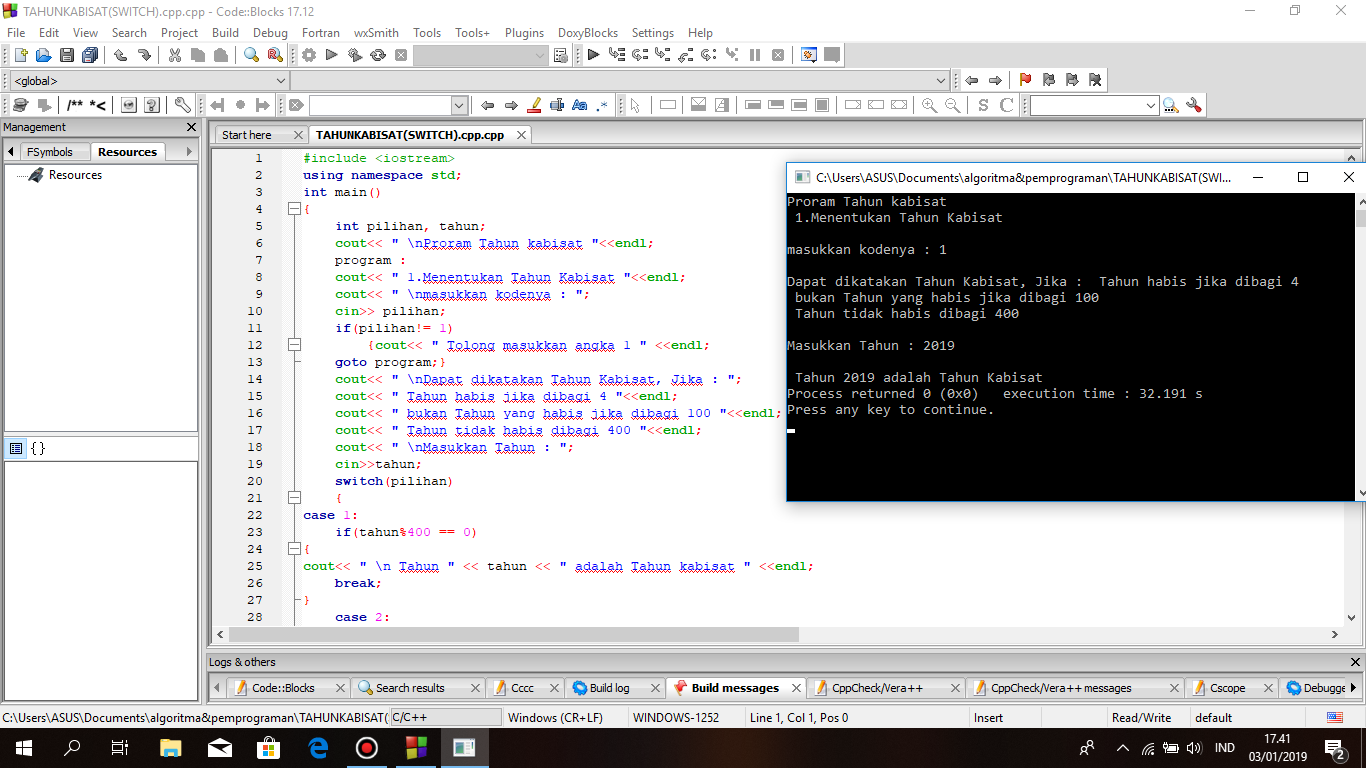 TAHUNKABISAT(SWITCH).cpp.cpp - Code::Blocks 17.12
File Edit View Search Project Build Debug Fortran wxSmith Tools Tools+ Plugins DoxyBlocks Settings Help
<global>
/** *<
Aa .*
S C
Management
FSymbols Resources
Resources
{}
Start here TAHUNKABISAT(SWITCH).cpp.cpp
1 #include <iostream>
2 using namespace std;
3 int main()
4 {
5 int pilihan, tahun;
6 cout<< " \nProram Tahun kabisat "<<endl;
7 program :
8 cout<< " 1.Menentukan Tahun Kabisat "<<endl;
9 cout<< " \nmasukkan kodenya : ";
10 cin>> pilihan;
11 if(pilihan!= 1)
12 {cout<< " Tolong masukkan angka 1 " <<endl;
13 goto program;}
14 cout<< " \nDapat dikatakan Tahun Kabisat, Jika : ";
15 cout<< " Tahun habis jika dibagi 4 "<<endl;
16 cout<< " bukan Tahun yang habis jika dibagi 100 "<<endl;
17 cout<< " Tahun tidak habis dibagi 400 "<<endl;
18 cout<< " \nMasukkan Tahun : ";
19 cin>>tahun;
20 switch(pilihan)
21 {
22 case 1:
23 if(tahun%400 == 0)
24 {
25 cout<< " \n Tahun " << tahun << " adalah Tahun kabisat " <<endl;
26 break;
27 }
28 case 2:
C:\Users\ASUS\Documents\algoritma&pemprograman\TAHUNKABISAT(SWI...
Proram Tahun kabisat
1.Menentukan Tahun Kabisat
masukkan kodenya : 1
Dapat dikatakan Tahun Kabisat, Jika :  Tahun habis jika dibagi 4
bukan Tahun yang habis jika dibagi 100
Tahun tidak habis dibagi 400
Masukkan Tahun : 2019
Tahun 2019 adalah Tahun Kabisat
Process returned 0 (0x0)   execution time : 32.191 s
Press any key to continue.
Logs & others
Code::Blocks Search results Cccc Build log Build messages CppCheck/Vera++ CppCheck/Vera++ messages Cscope Debugge
C:\Users\ASUS\Documents\algoritma&pemprograman\TAHUNKABISAT( C/C++ Windows (CR+LF) WINDOWS-1252 Line 1, Col 1, Pos 0 Insert Read/Write default
IND
17.41
03/01/2019
2